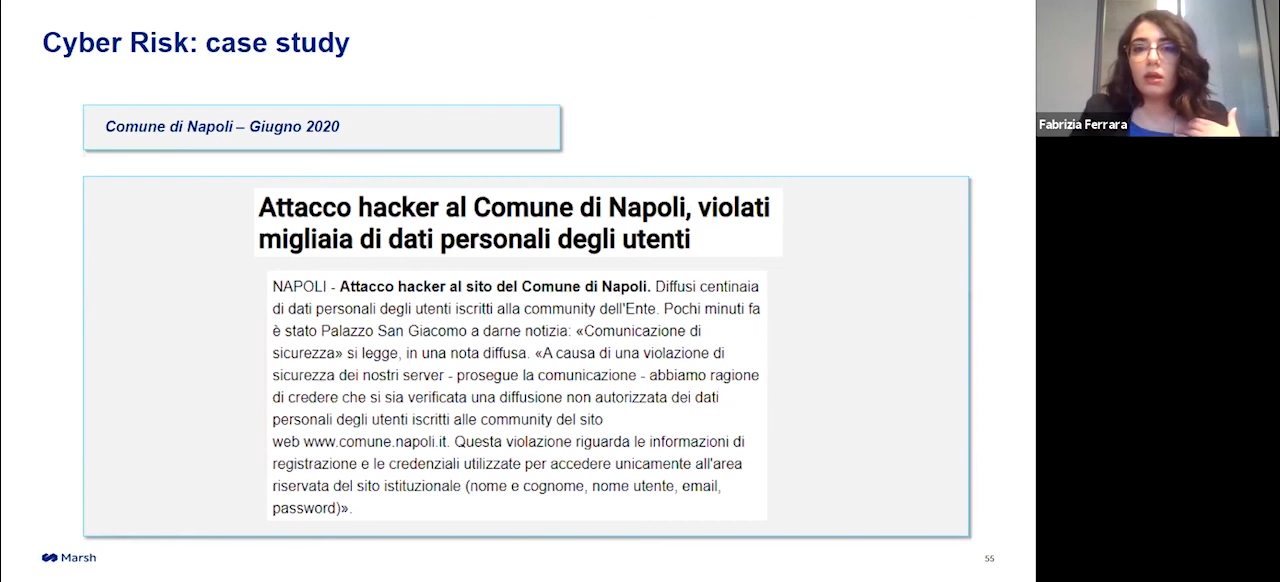 Cyber Risk: case study
Fabrizia Ferrara
Comune di Napoli – Giugno 2020
Attacco hacker al Comune di Napoli, violati
migliaia di dati personali degli utenti
NAPOLI - Attacco hacker al sito del Comune di Napoli. Diffusi centinaia
di dati personali degli utenti iscritti alla community dell'Ente. Pochi minuti fa
è stato Palazzo San Giacomo a darne notizia: «Comunicazione di
sicurezza» si legge, in una nota diffusa. «A causa di una violazione di
sicurezza dei nostri server - prosegue la comunicazione - abbiamo ragione
di credere che si sia verificata una diffusione non autorizzata dei dati
personali degli utenti iscritti alle community del sito
web www.comune.napoli.it. Questa violazione riguarda le informazioni di
registrazione e le credenziali utilizzate per accedere unicamente all'area
riservata del sito istituzionale (nome e cognome, nome utente, email,
password)».
Marsh
55